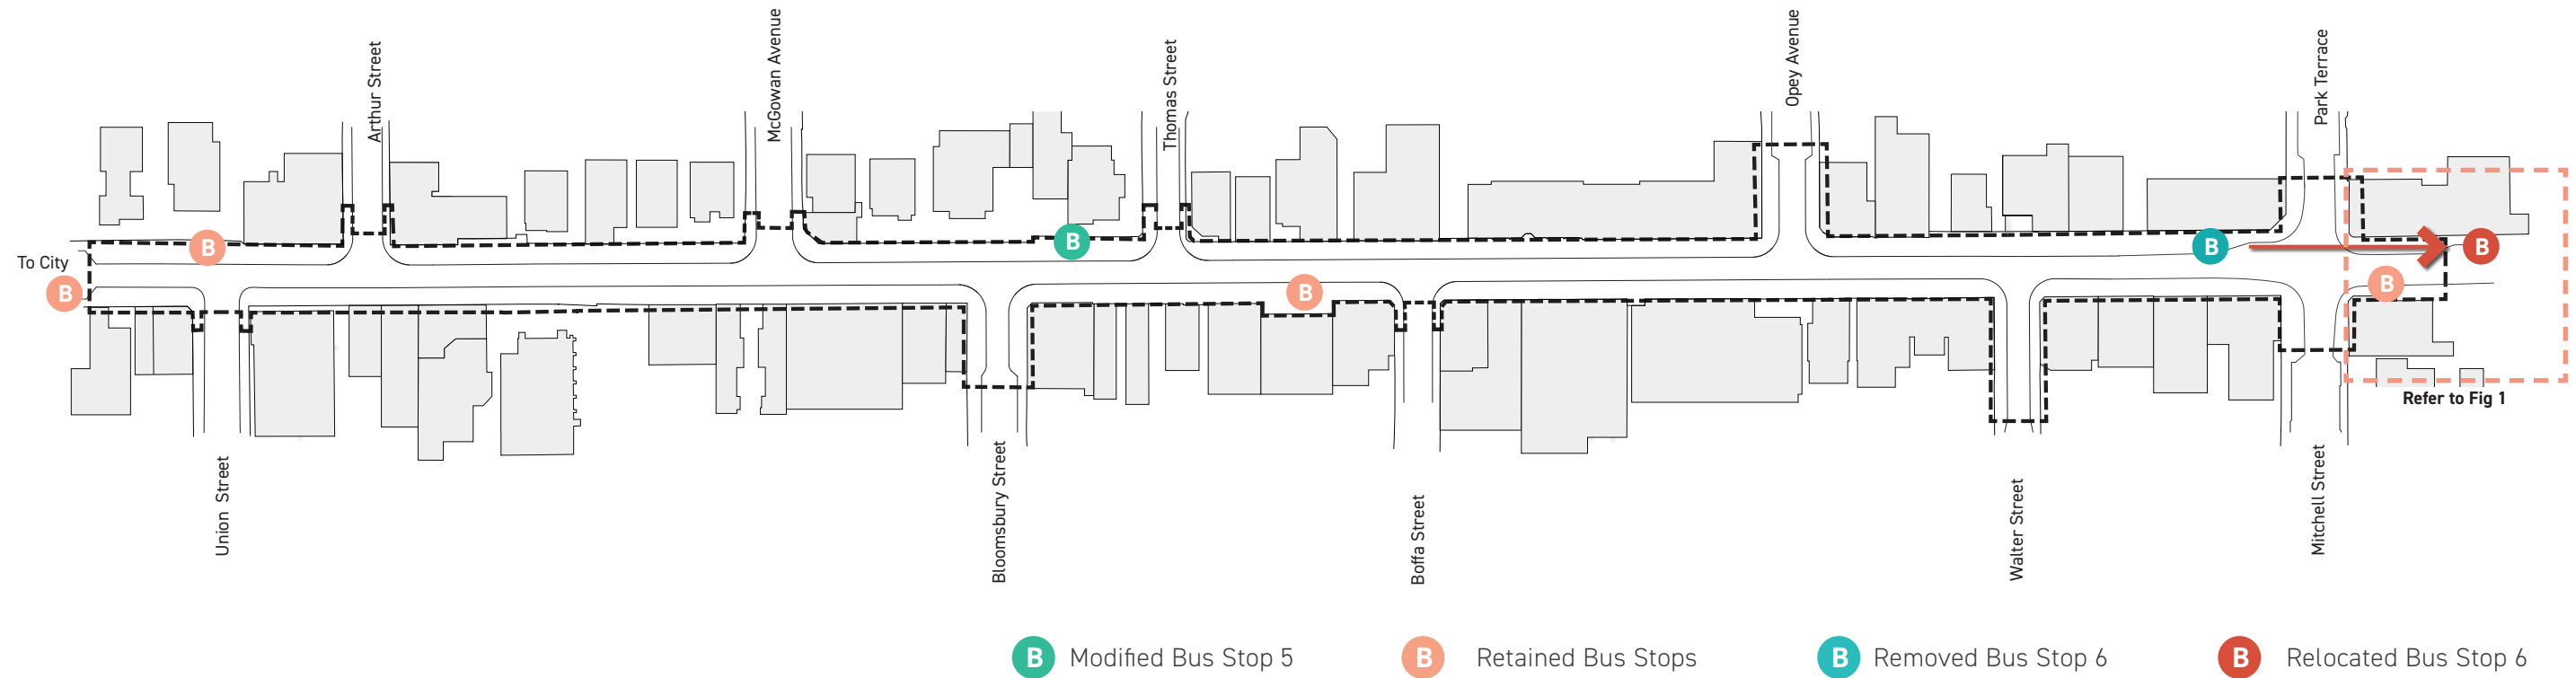 Arthur Street
McGowan Avenue
Thomas Street
Opey Avenue
Park Terrace
To City
B
B
B
B
B
B
B
Refer to Fig 1
Union Street
Bloomsbury Street
Boffa Street
Walter Street
Mitchell Street
B Modified Bus Stop 5
B Retained Bus Stops
B Removed Bus Stop 6
B Relocated Bus Stop 6